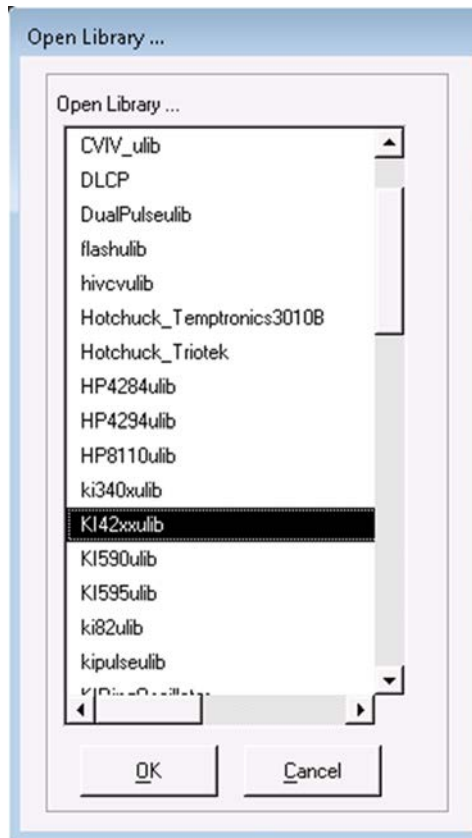 Open Library ...
Open Library ...
CVIV_ulib
DLCP
DualPulseulib
flashulib
hivcvulib
Hotchuck_Temptronics3010B
Hotchuck_Triotek
HP4284ulib
HP4294ulib
HP8110ulib
ki340xulib
KI42xxulib
KI590ulib
KI595ulib
ki82ulib
kipulseulib
OK
Cancel